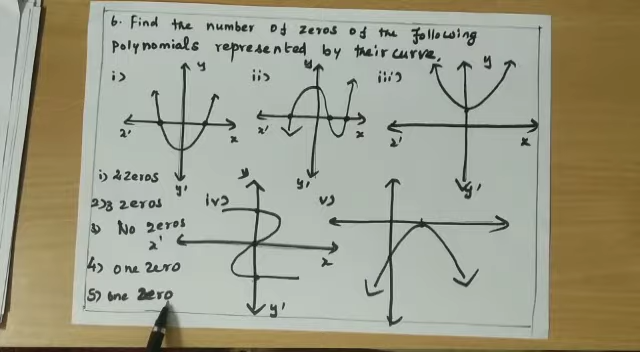 6. Find the number of zeros of the following
polynomials represented by their curve.
i) y ii) y iii) y
x' x x' x x' x
i) 2 zeros y' y' y'
2) 3 zeros iv) y v)
3) No zeros
x' x
4) one zero
5) one zero y'